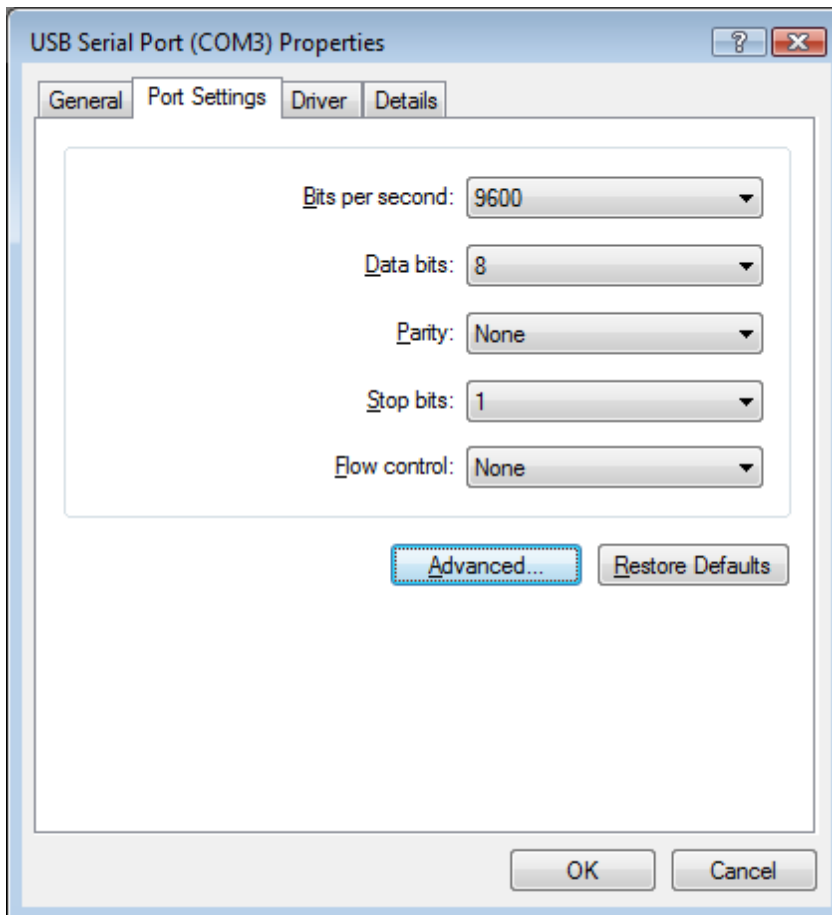 USB Serial Port (COM3) Properties
General Port Settings Driver Details
Bits per second: 9600
Data bits: 8
Parity: None
Stop bits: 1
Flow control: None
Advanced... Restore Defaults
OK Cancel